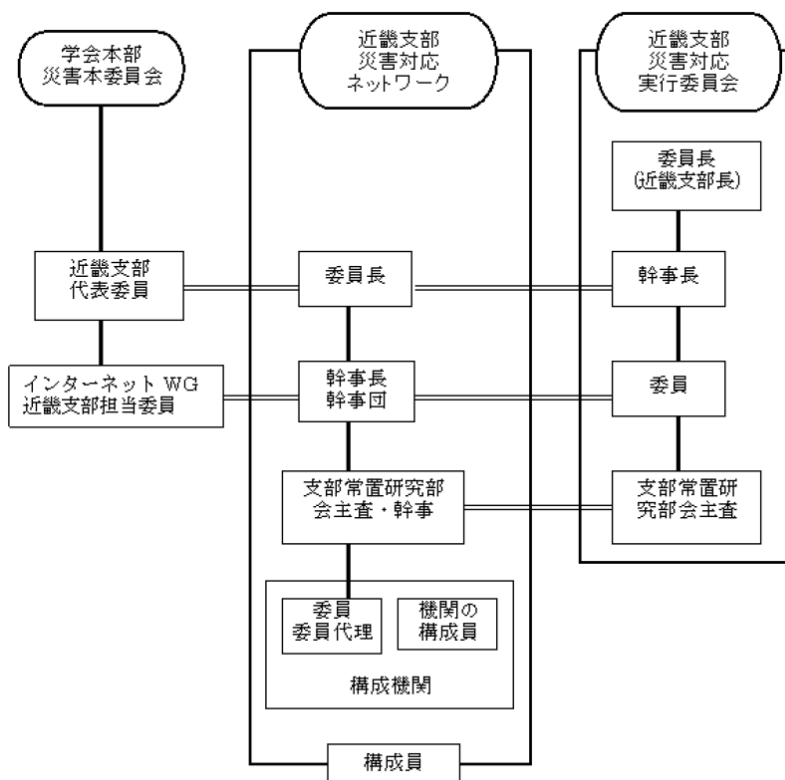 学会本部
災害本委員会
近畿支部
災害対応
ネットワーク
近畿支部
災害対応
実行委員会
委員長
(近畿支部長)
近畿支部
代表委員
委員長
幹事長
インターネット WG
近畿支部担当委員
幹事長
幹事団
委員
支部常置研究部
会主査・幹事
支部常置研
究部会主査
委員
委員代理
機関の
構成員
構成機関
構成員